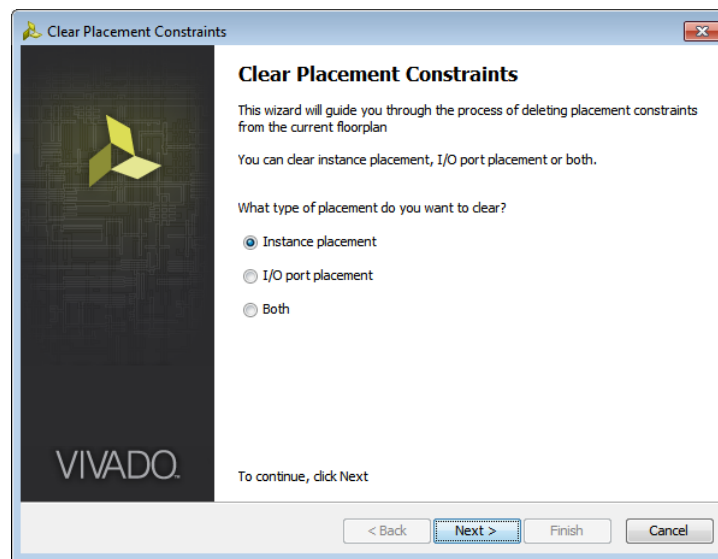 Clear Placement Constraints
Clear Placement Constraints
This wizard will guide you through the process of deleting placement constraints
from the current floorplan
You can clear instance placement, I/O port placement or both.
What type of placement do you want to clear?
Instance placement
I/O port placement
Both
VIVADO
To continue, click Next
< Back Next > Finish Cancel